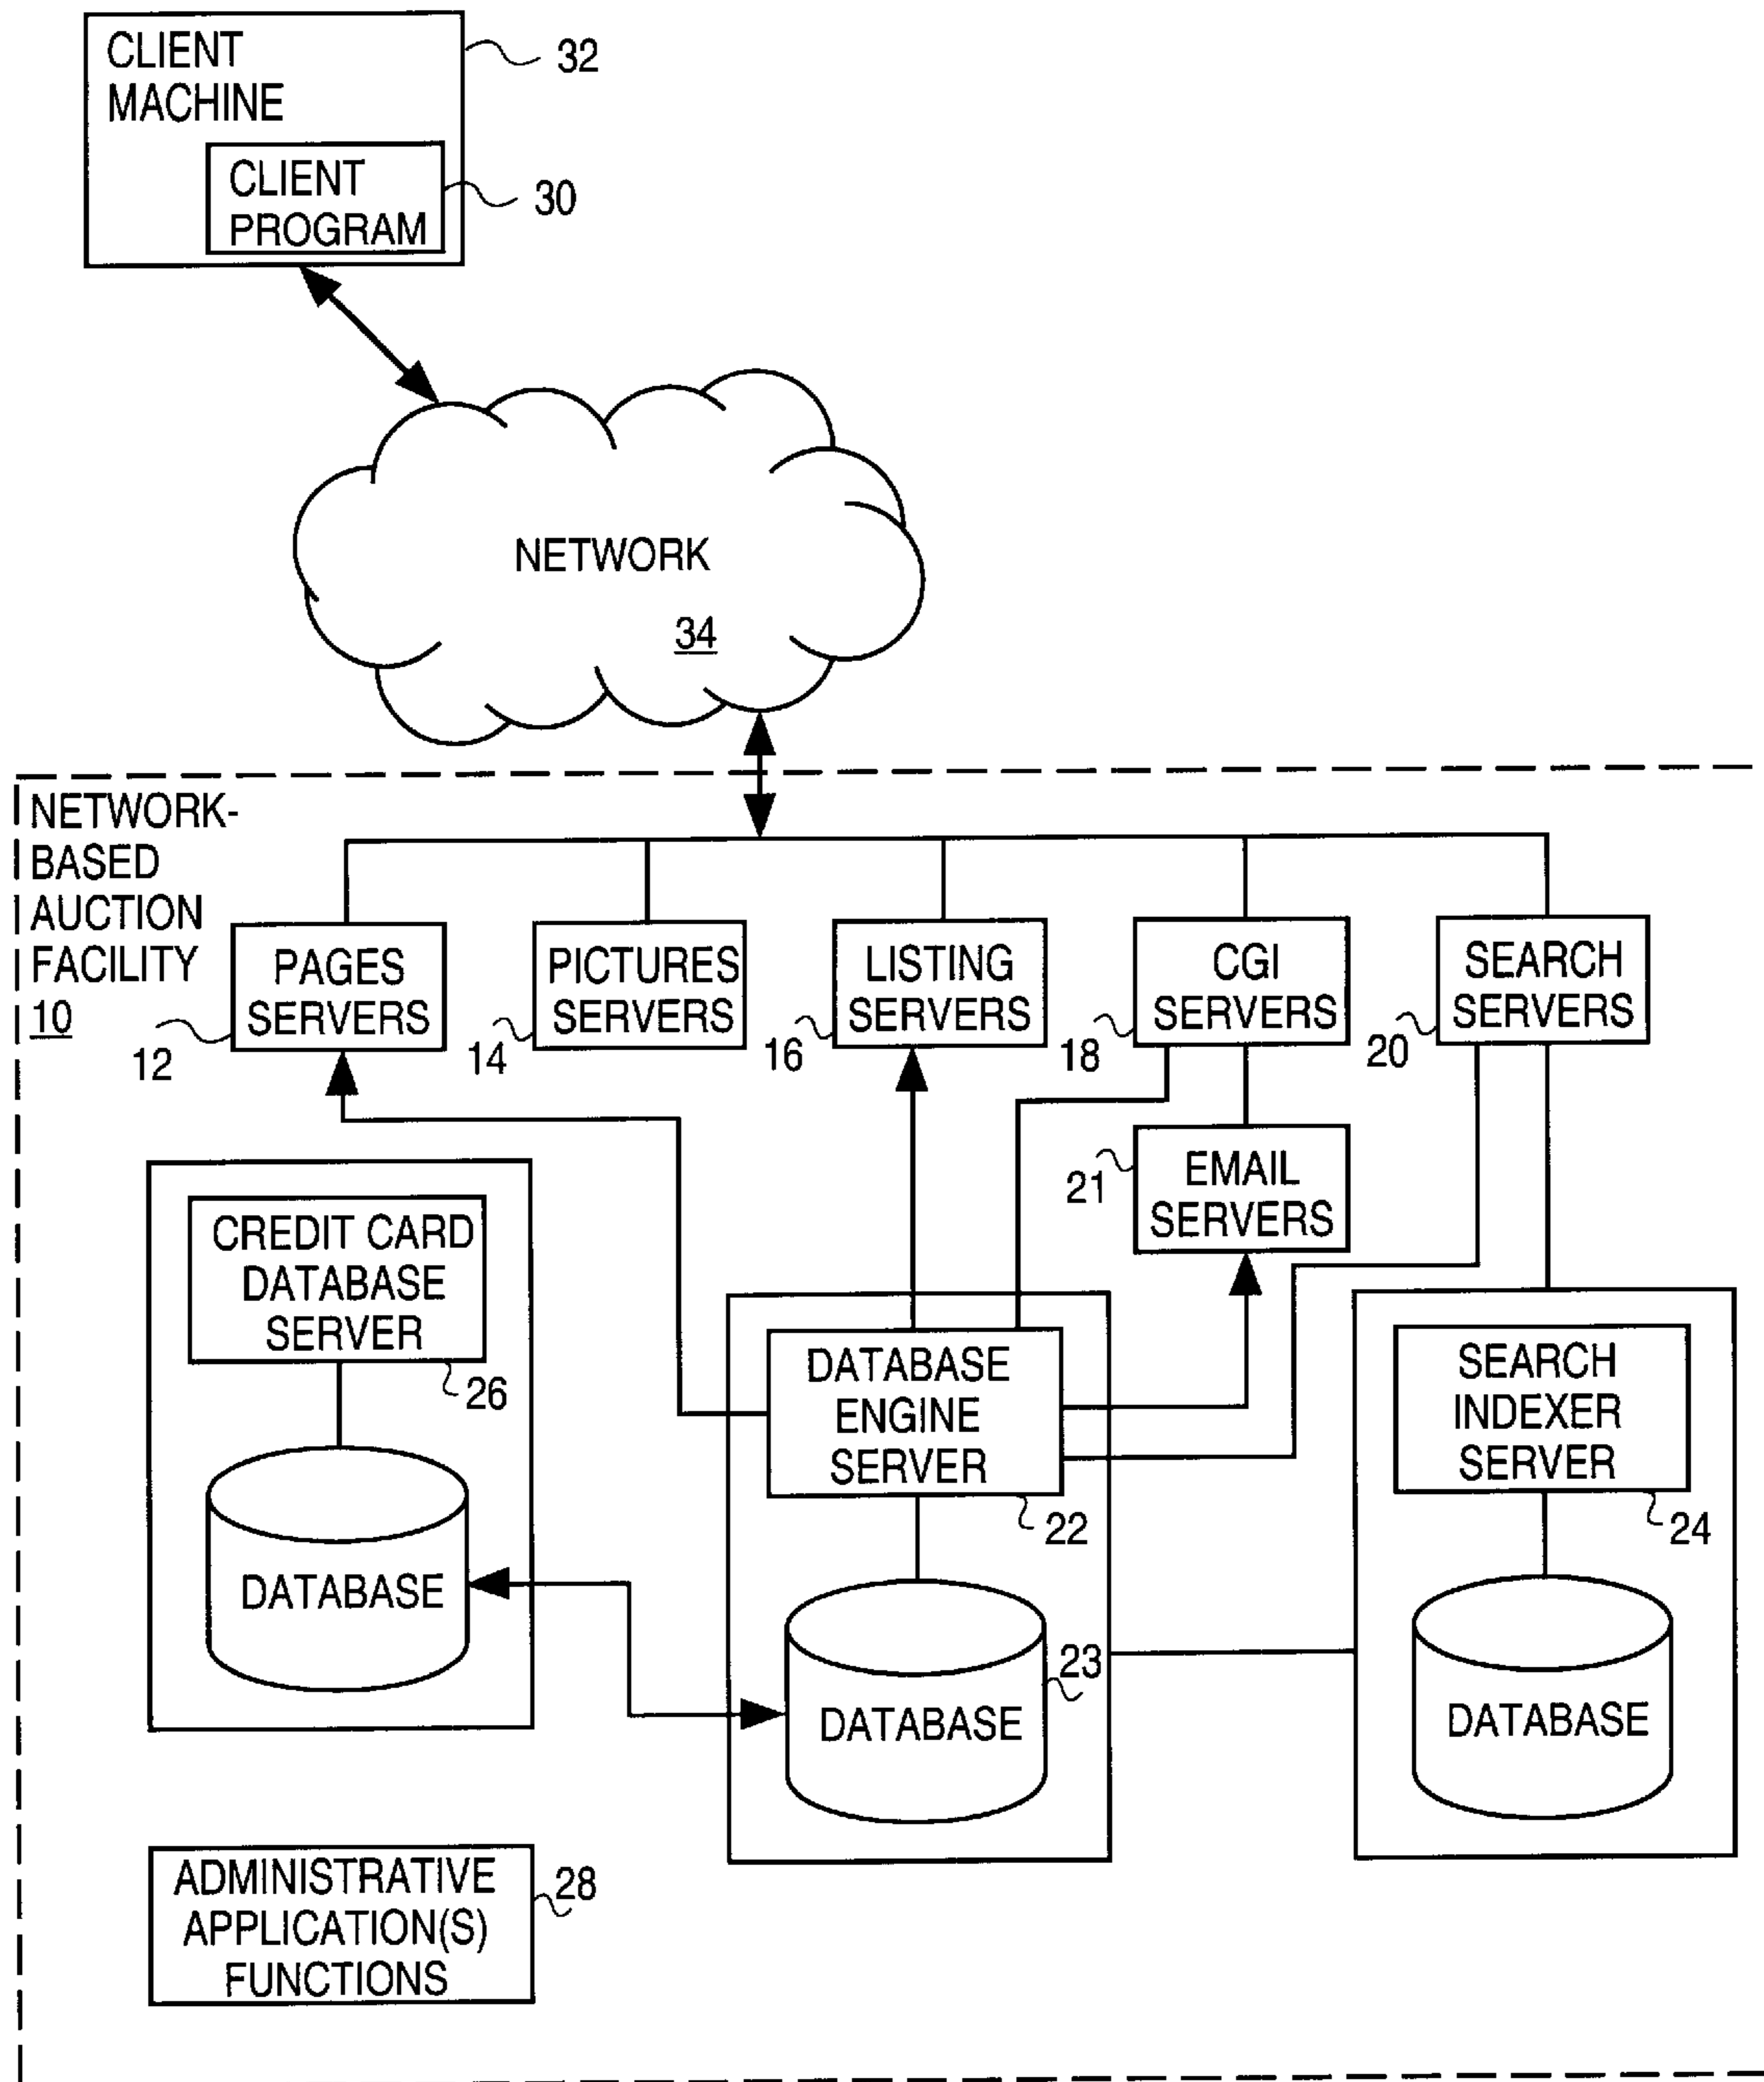 CLIENT
MACHINE
32
CLIENT
PROGRAM
30
NETWORK
34
NETWORK-
BASED
AUCTION
FACILITY
10
PAGES
SERVERS
12
PICTURES
SERVERS
14
LISTING
SERVERS
16
CGI
SERVERS
18
SEARCH
SERVERS
20
EMAIL
SERVERS
21
CREDIT CARD
DATABASE
SERVER
26
DATABASE
DATABASE
ENGINE
SERVER
22
DATABASE
23
SEARCH
INDEXER
SERVER
24
DATABASE
ADMINISTRATIVE
APPLICATION(S)
FUNCTIONS
28